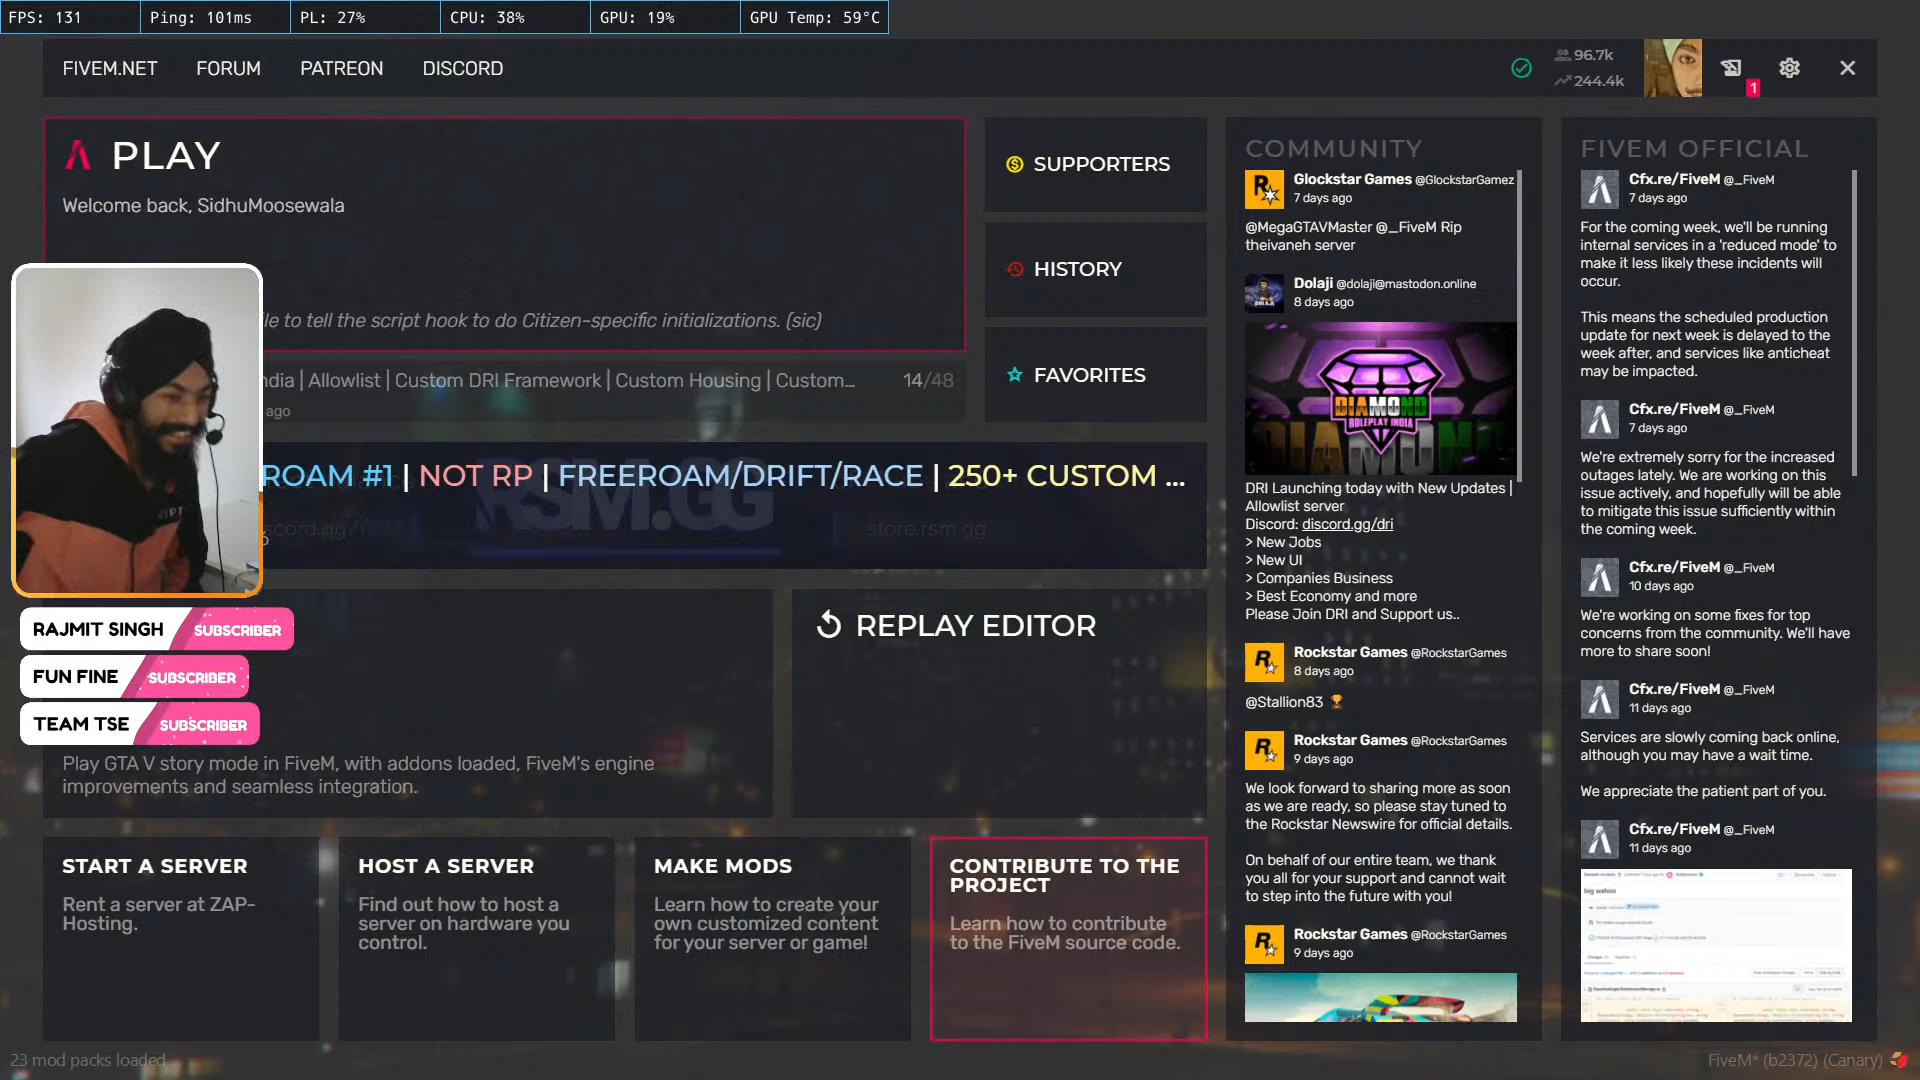 FPS: 131
Ping: 101ms
PL: 27%
CPU: 38%
GPU: 19%
GPU Temp: 59°C
FIVEM.NET
FORUM
PATREON
DISCORD
96.7k
244.4k
1
PLAY
Welcome back, SidhuMoosewala
to tell the script hook to do Citizen-specific initializations. (sic)
| Allowlist | Custom DRI Framework | Custom Housing | Custom...
14/48
ago
SUPPORTERS
HISTORY
FAVORITES
ROAM #1 | NOT RP | FREEROAM/DRIFT/RACE | 250+ CUSTOM ...
RSM.GG
store.rsm.gg
RAJMIT SINGH
SUBSCRIBER
FUN FINE
SUBSCRIBER
TEAM TSE
SUBSCRIBER
Play GTA V story mode in FiveM, with addons loaded, FiveM's engine
improvements and seamless integration.
REPLAY EDITOR
START A SERVER
Rent a server at ZAP-
Hosting.
HOST A SERVER
Find out how to host a
server on hardware you
control.
MAKE MODS
Learn how to create your
own customized content
for your server or game!
CONTRIBUTE TO THE
PROJECT
Learn how to contribute
to the FiveM source code.
COMMUNITY
Glockstar Games @GlockstarGamez
7 days ago
@MegaGTAVMaster @_FiveM Rip
theivaneh server
Dolaji @dolaji@mastodon.online
8 days ago
DIAMOND
ROLEPLAY INDIA
DRI Launching today with New Updates |
Allowlist server
Discord: discord.gg/dri
> New Jobs
> New UI
> Companies Business
> Best Economy and more
Please Join DRI and Support us..
Rockstar Games @RockstarGames
8 days ago
@Stallion83 🏆
Rockstar Games @RockstarGames
9 days ago
We look forward to sharing more as soon
as we are ready, so please stay tuned to
the Rockstar Newswire for official details.
On behalf of our entire team, we thank
you all for your support and cannot wait
to step into the future with you!
Rockstar Games @RockstarGames
9 days ago
FIVEM OFFICIAL
Cfx.re/FiveM @_FiveM
7 days ago
For the coming week, we'll be running
internal services in a 'reduced mode' to
make it less likely these incidents will
occur.
This means the scheduled production
update for next week is delayed to the
week after, and services like anticheat
may be impacted.
Cfx.re/FiveM @_FiveM
7 days ago
We're extremely sorry for the increased
outages lately. We are working on this
issue actively, and hopefully will be able
to mitigate this issue sufficiently within
the coming week.
Cfx.re/FiveM @_FiveM
10 days ago
We're working on some fixes for top
concerns from the community. We'll have
more to share soon!
Cfx.re/FiveM @_FiveM
11 days ago
Services are slowly coming back online,
although you may have a wait time.
We appreciate the patient part of you.
Cfx.re/FiveM @_FiveM
11 days ago
big wahoo
23 mod packs loaded
FiveM* (b2372) (Canary)